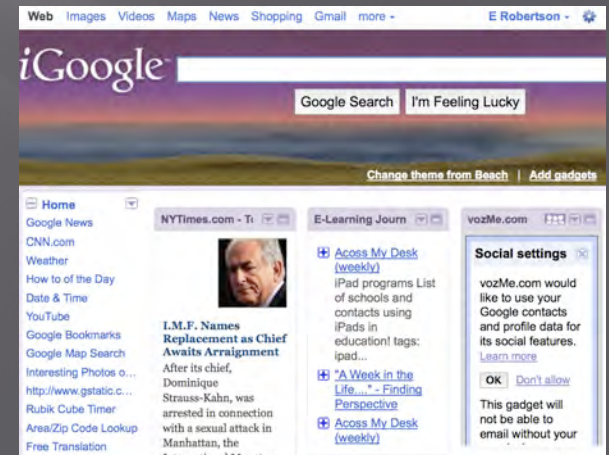 Web Images Videos Maps News Shopping Gmail more - E Robertson -
iGoogle
Google Search I'm Feeling Lucky
Change theme from Beach | Add gadgets
Home
Google News
CNN.com
Weather
How to of the Day
Date & Time
YouTube
Google Bookmarks
Google Map Search
Interesting Photos o...
http://www.gstatic.c...
Rubik Cube Timer
Area/Zip Code Lookup
Free Translation
NYTimes.com - T
I.M.F. Names
Replacement as Chief
Awaits Arraignment
After its chief,
Dominique
Strauss-Kahn, was
arrested in connection
with a sexual attack in
Manhattan, the
E-Learning Journ
Acoss My Desk
(weekly)
iPad programs List
of schools and
contacts using
iPads in
education! tags:
ipad...
"A Week in the
Life...." - Finding
Perspective
Acoss My Desk
(weekly)
vozMe.com
Social settings
vozMe.com would
like to use your
Google contacts
and profile data for
its social features.
Learn more
OK Don't allow
This gadget will
not be able to
email without your